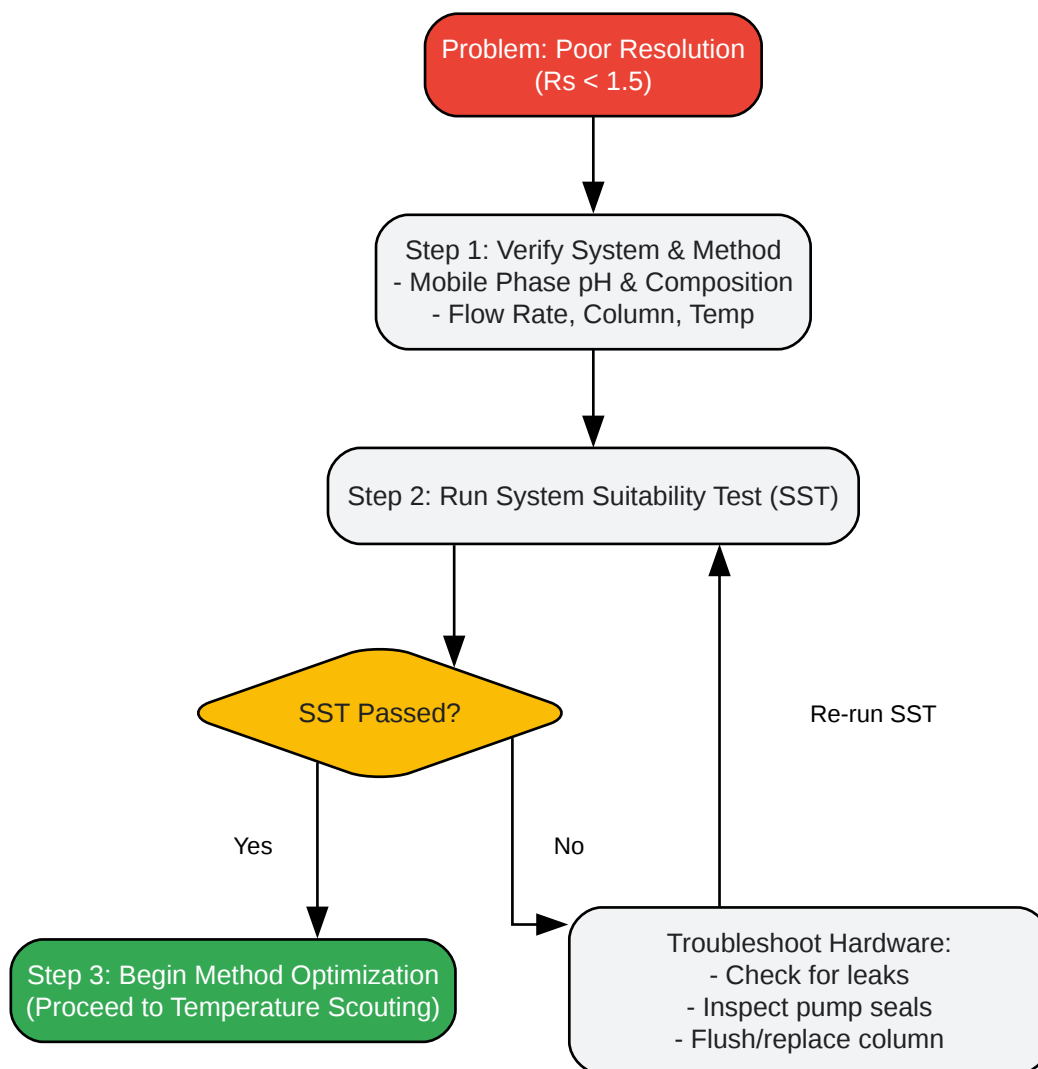 Problem: Poor Resolution
(Rs < 1.5)
Step 1: Verify System & Method
- Mobile Phase pH & Composition
- Flow Rate, Column, Temp
Step 2: Run System Suitability Test (SST)
SST Passed?
Re-run SST
Yes
No
Step 3: Begin Method Optimization
(Proceed to Temperature Scouting)
Troubleshoot Hardware:
- Check for leaks
- Inspect pump seals
- Flush/replace column